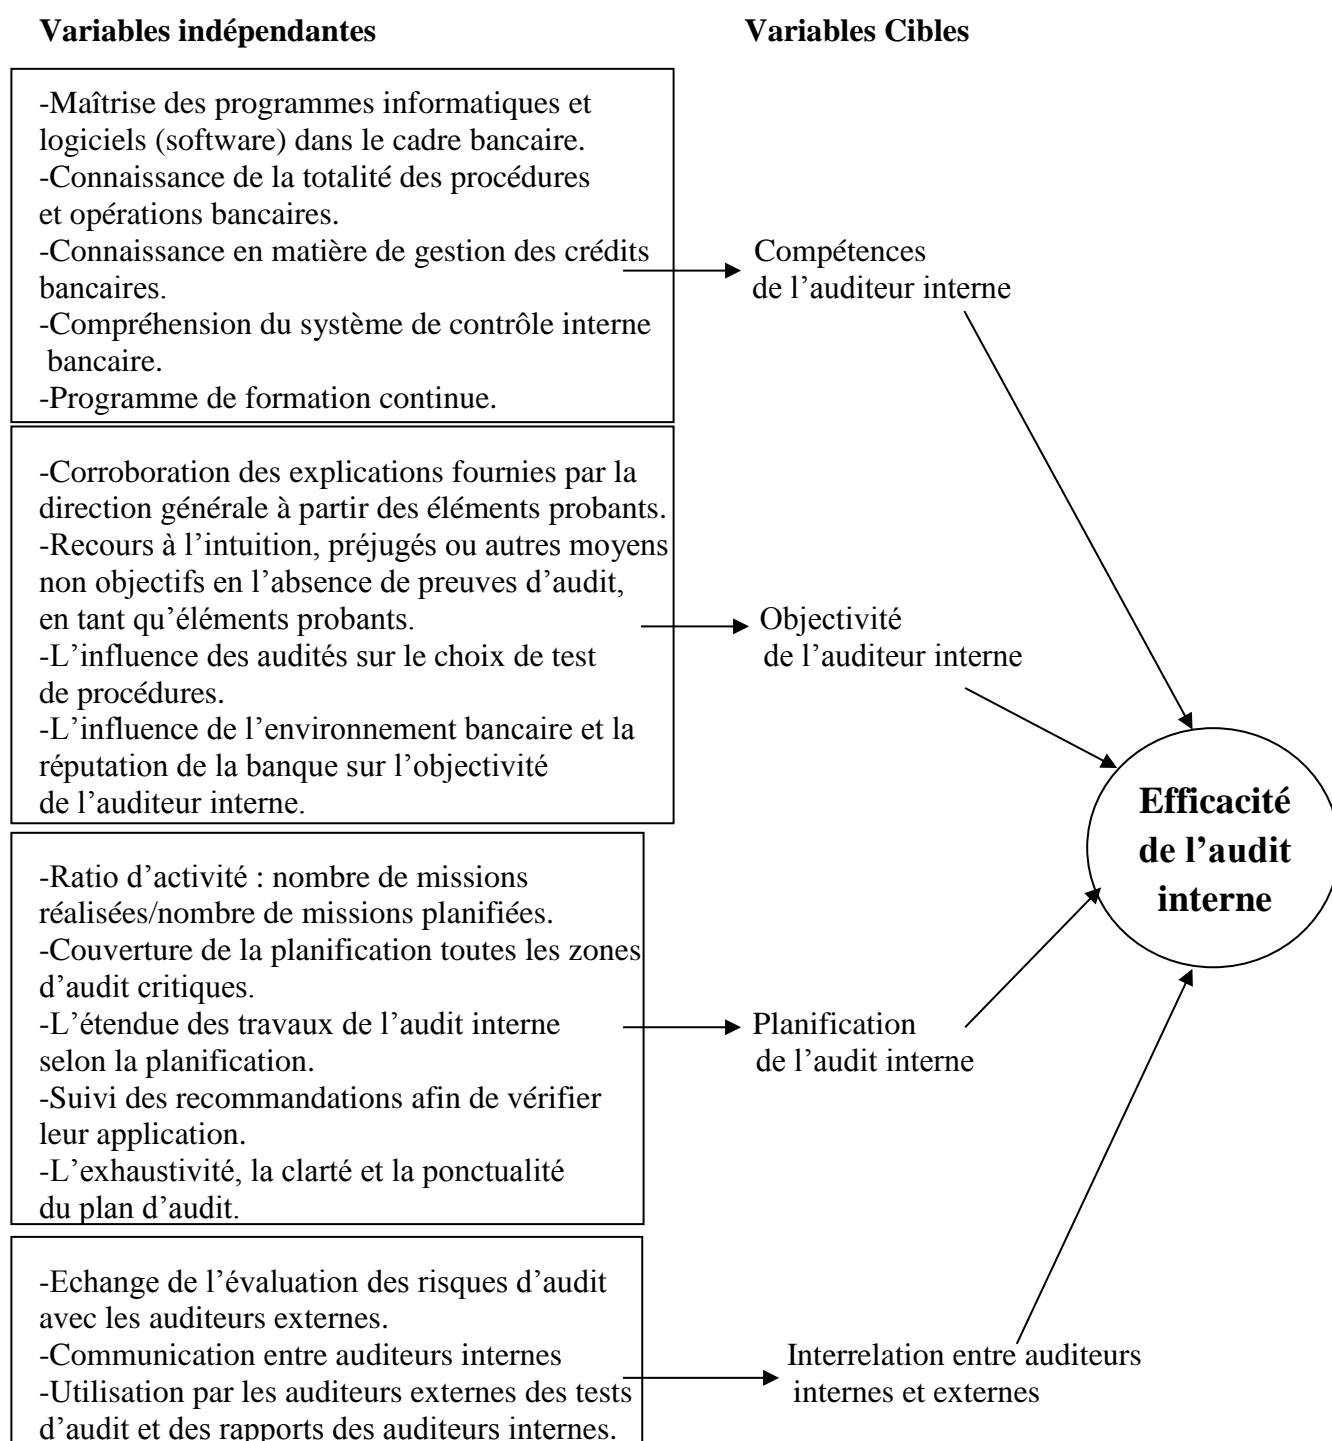 Variables indépendantes
Variables Cibles
-Maîtrise des programmes informatiques et
logiciels (software) dans le cadre bancaire.
-Connaissance de la totalité des procédures
et opérations bancaires.
-Connaissance en matière de gestion des crédits
bancaires.
-Compréhension du système de contrôle interne
bancaire.
-Programme de formation continue.
Compétences
de l’auditeur interne
-Corroboration des explications fournies par la
direction générale à partir des éléments probants.
-Recours à l’intuition, préjugés ou autres moyens
non objectifs en l’absence de preuves d’audit,
en tant qu’éléments probants.
-L’influence des audités sur le choix de test
de procédures.
-L’influence de l’environnement bancaire et la
réputation de la banque sur l’objectivité
de l’auditeur interne.
Objectivité
de l’auditeur interne
Efficacité
de l’audit
interne
-Ratio d’activité : nombre de missions
réalisées/nombre de missions planifiées.
-Couverture de la planification toutes les zones
d’audit critiques.
-L’étendue des travaux de l’audit interne
selon la planification.
-Suivi des recommandations afin de vérifier
leur application.
-L’exhaustivité, la clarté et la ponctualité
du plan d’audit.
Planification
de l’audit interne
-Echange de l’évaluation des risques d’audit
avec les auditeurs externes.
-Communication entre auditeurs internes
-Utilisation par les auditeurs externes des tests
d’audit et des rapports des auditeurs internes.
Interrelation entre auditeurs
internes et externes